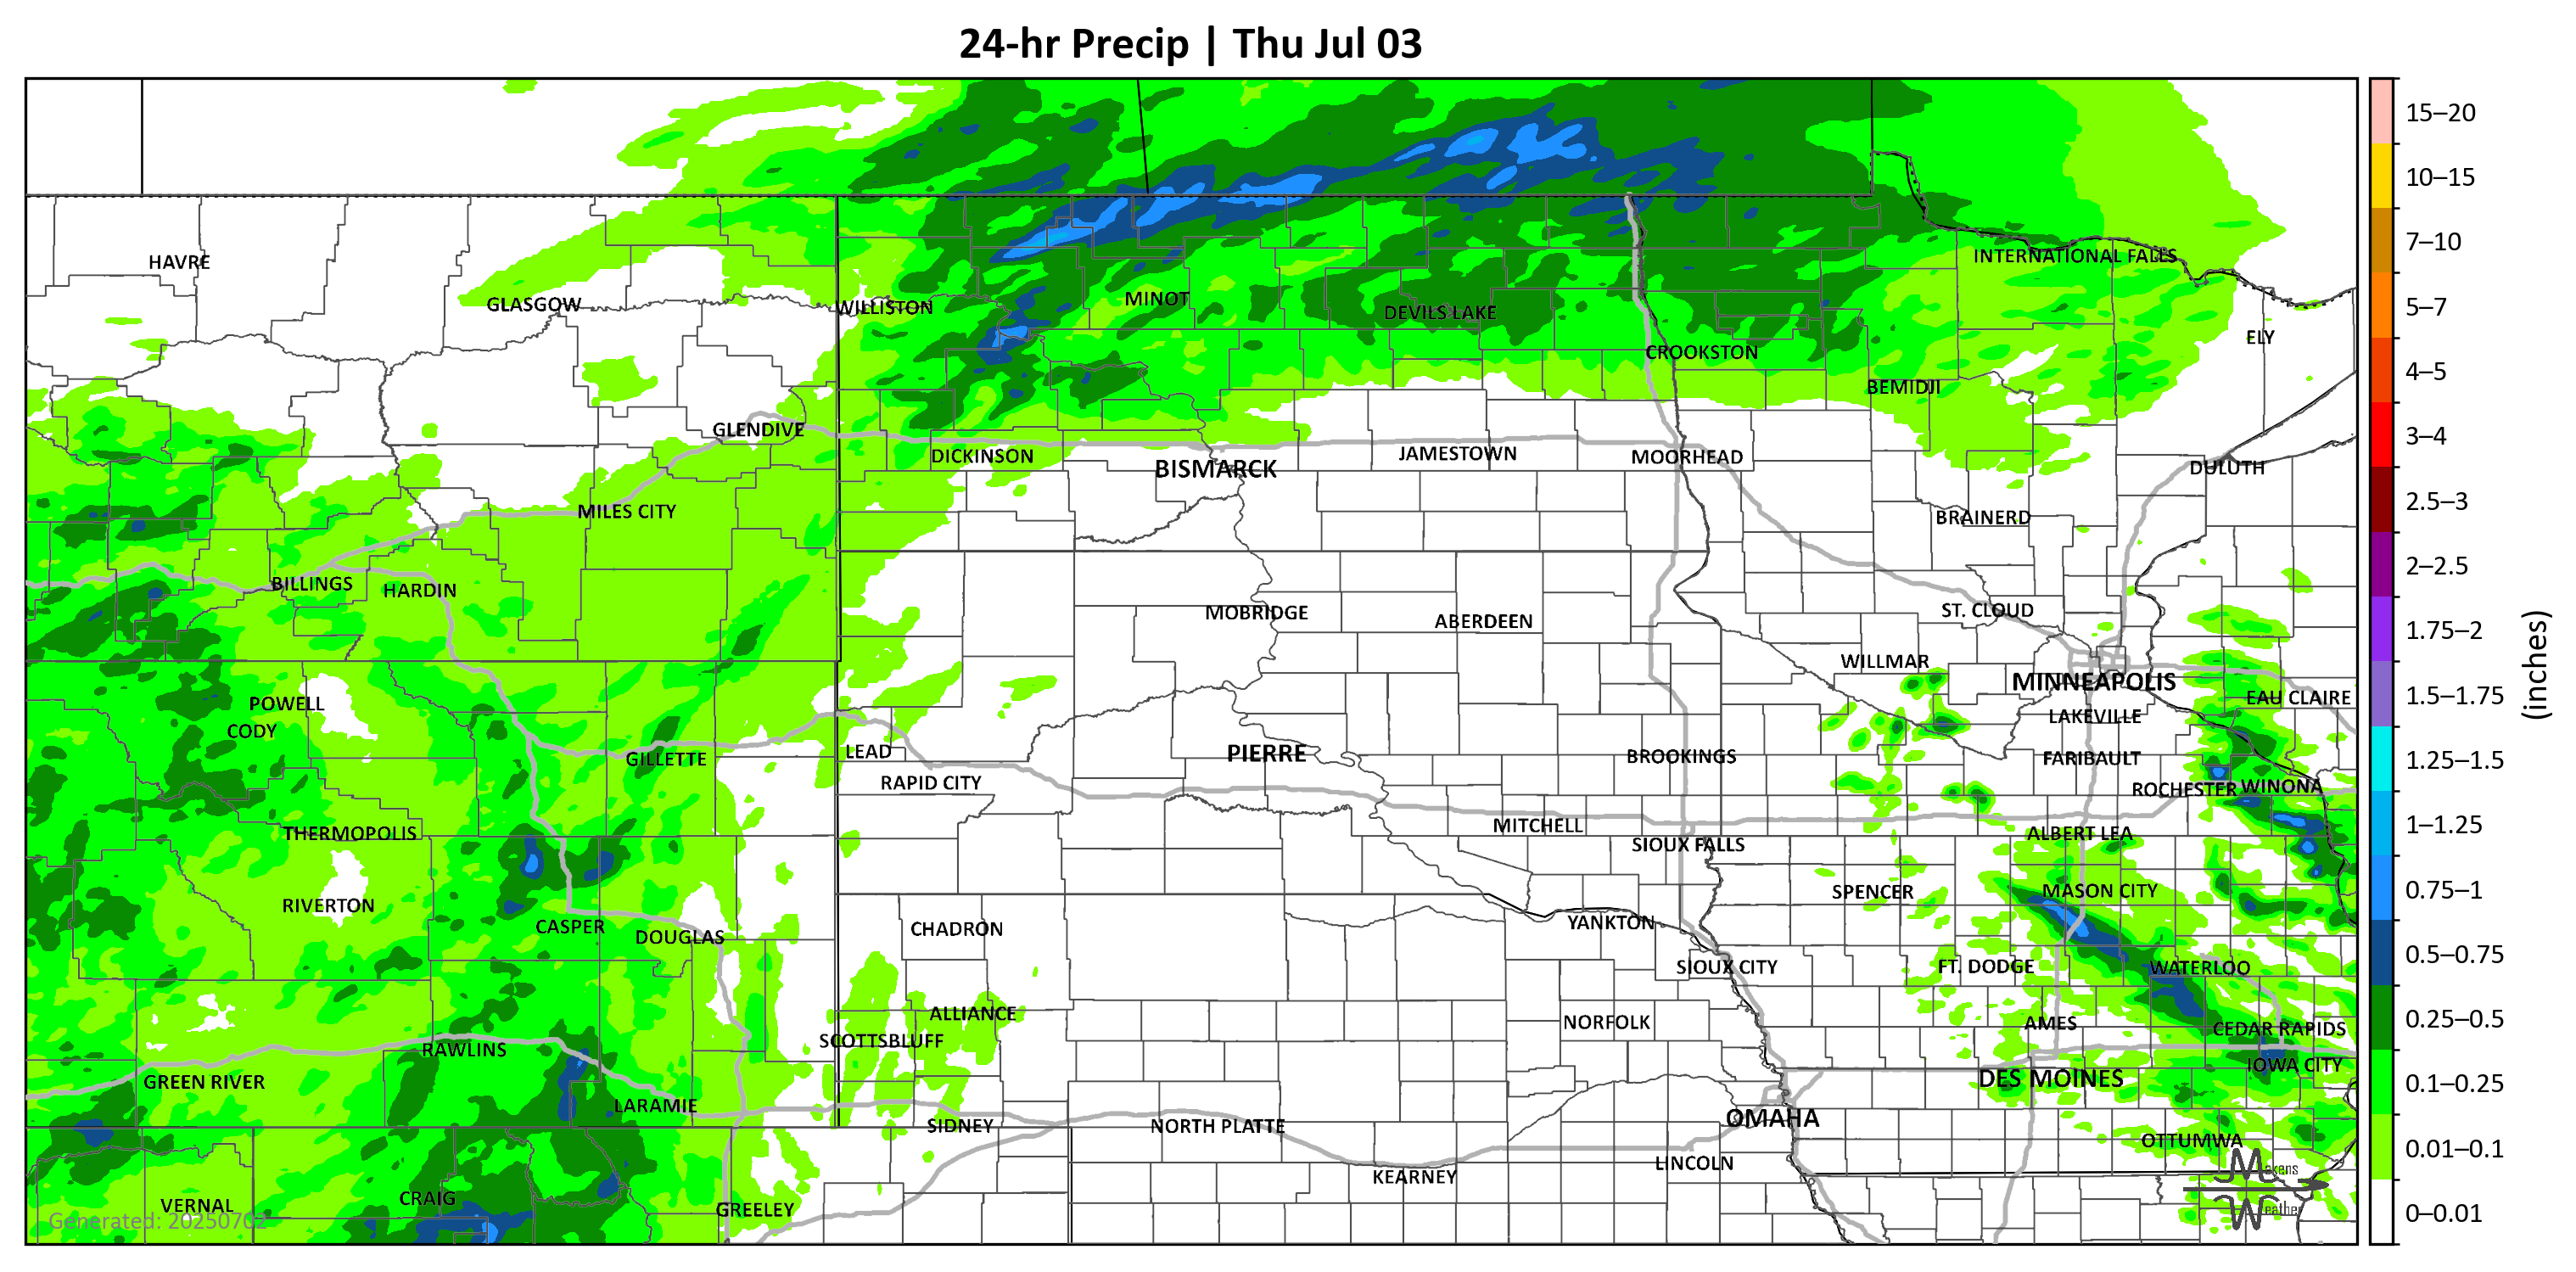 24-hr Precip | Thu Jul 03
15–20
10–15
7–10
5–7
4–5
3–4
2.5–3
2–2.5
1.75–2
1.5–1.75
1.25–1.5
1–1.25
0.75–1
0.5–0.75
0.25–0.5
0.1–0.25
0.01–0.1
0–0.01
(inches)
HAVRE
INTERNATIONAL FALLS
GLASGOW
WILLISTON
MINOT
DEVILS LAKE
ELY
CROOKSTON
BEMIDJI
GLENDIVE
DICKINSON
BISMARCK
JAMESTOWN
MOORHEAD
DULUTH
MILES CITY
BRAINERD
BILLINGS
HARDIN
MOBRIDGE
ABERDEEN
ST. CLOUD
WILLMAR
MINNEAPOLIS
POWELL
EAU CLAIRE
CODY
LAKEVILLE
GILLETTE
LEAD
PIERRE
BROOKINGS
FARIBAULT
RAPID CITY
ROCHESTER
WINONA
THERMOPOLIS
MITCHELL
ALBERT LEA
SIOUX FALLS
RIVERTON
SPENCER
MASON CITY
CASPER
DOUGLAS
CHADRON
YANKTON
SIOUX CITY
FT. DODGE
WATERLOO
ALLIANCE
NORFOLK
AMES
CEDAR RAPIDS
SCOTTSBLUFF
RAWLINS
IOWA CITY
GREEN RIVER
DES MOINES
LARAMIE
SIDNEY
NORTH PLATTE
OMAHA
OTTUMWA
LINCOLN
KEARNEY
Makens
Weather
VERNAL
CRAIG
GREELEY
Generated: 20250702